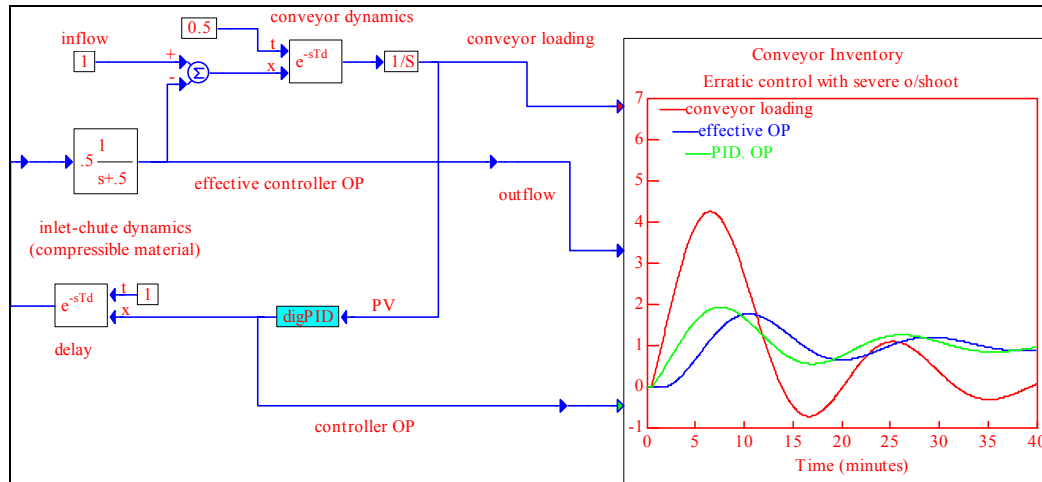 conveyor dynamics
inflow
0.5
t
conveyor loading
1
+
-
Σ
x
e-sTd
1/S
.5 1
s+.5
effective controller OP
outflow
inlet-chute dynamics
(compressible material)
e-sTd
t
1
x
digPID
PV
delay
controller OP
Conveyor Inventory
Erratic control with severe o/shoot
conveyor loading
effective OP
PID. OP
7
6
5
4
3
2
1
0
-1
0 5 10 15 20 25 30 35 40
Time (minutes)